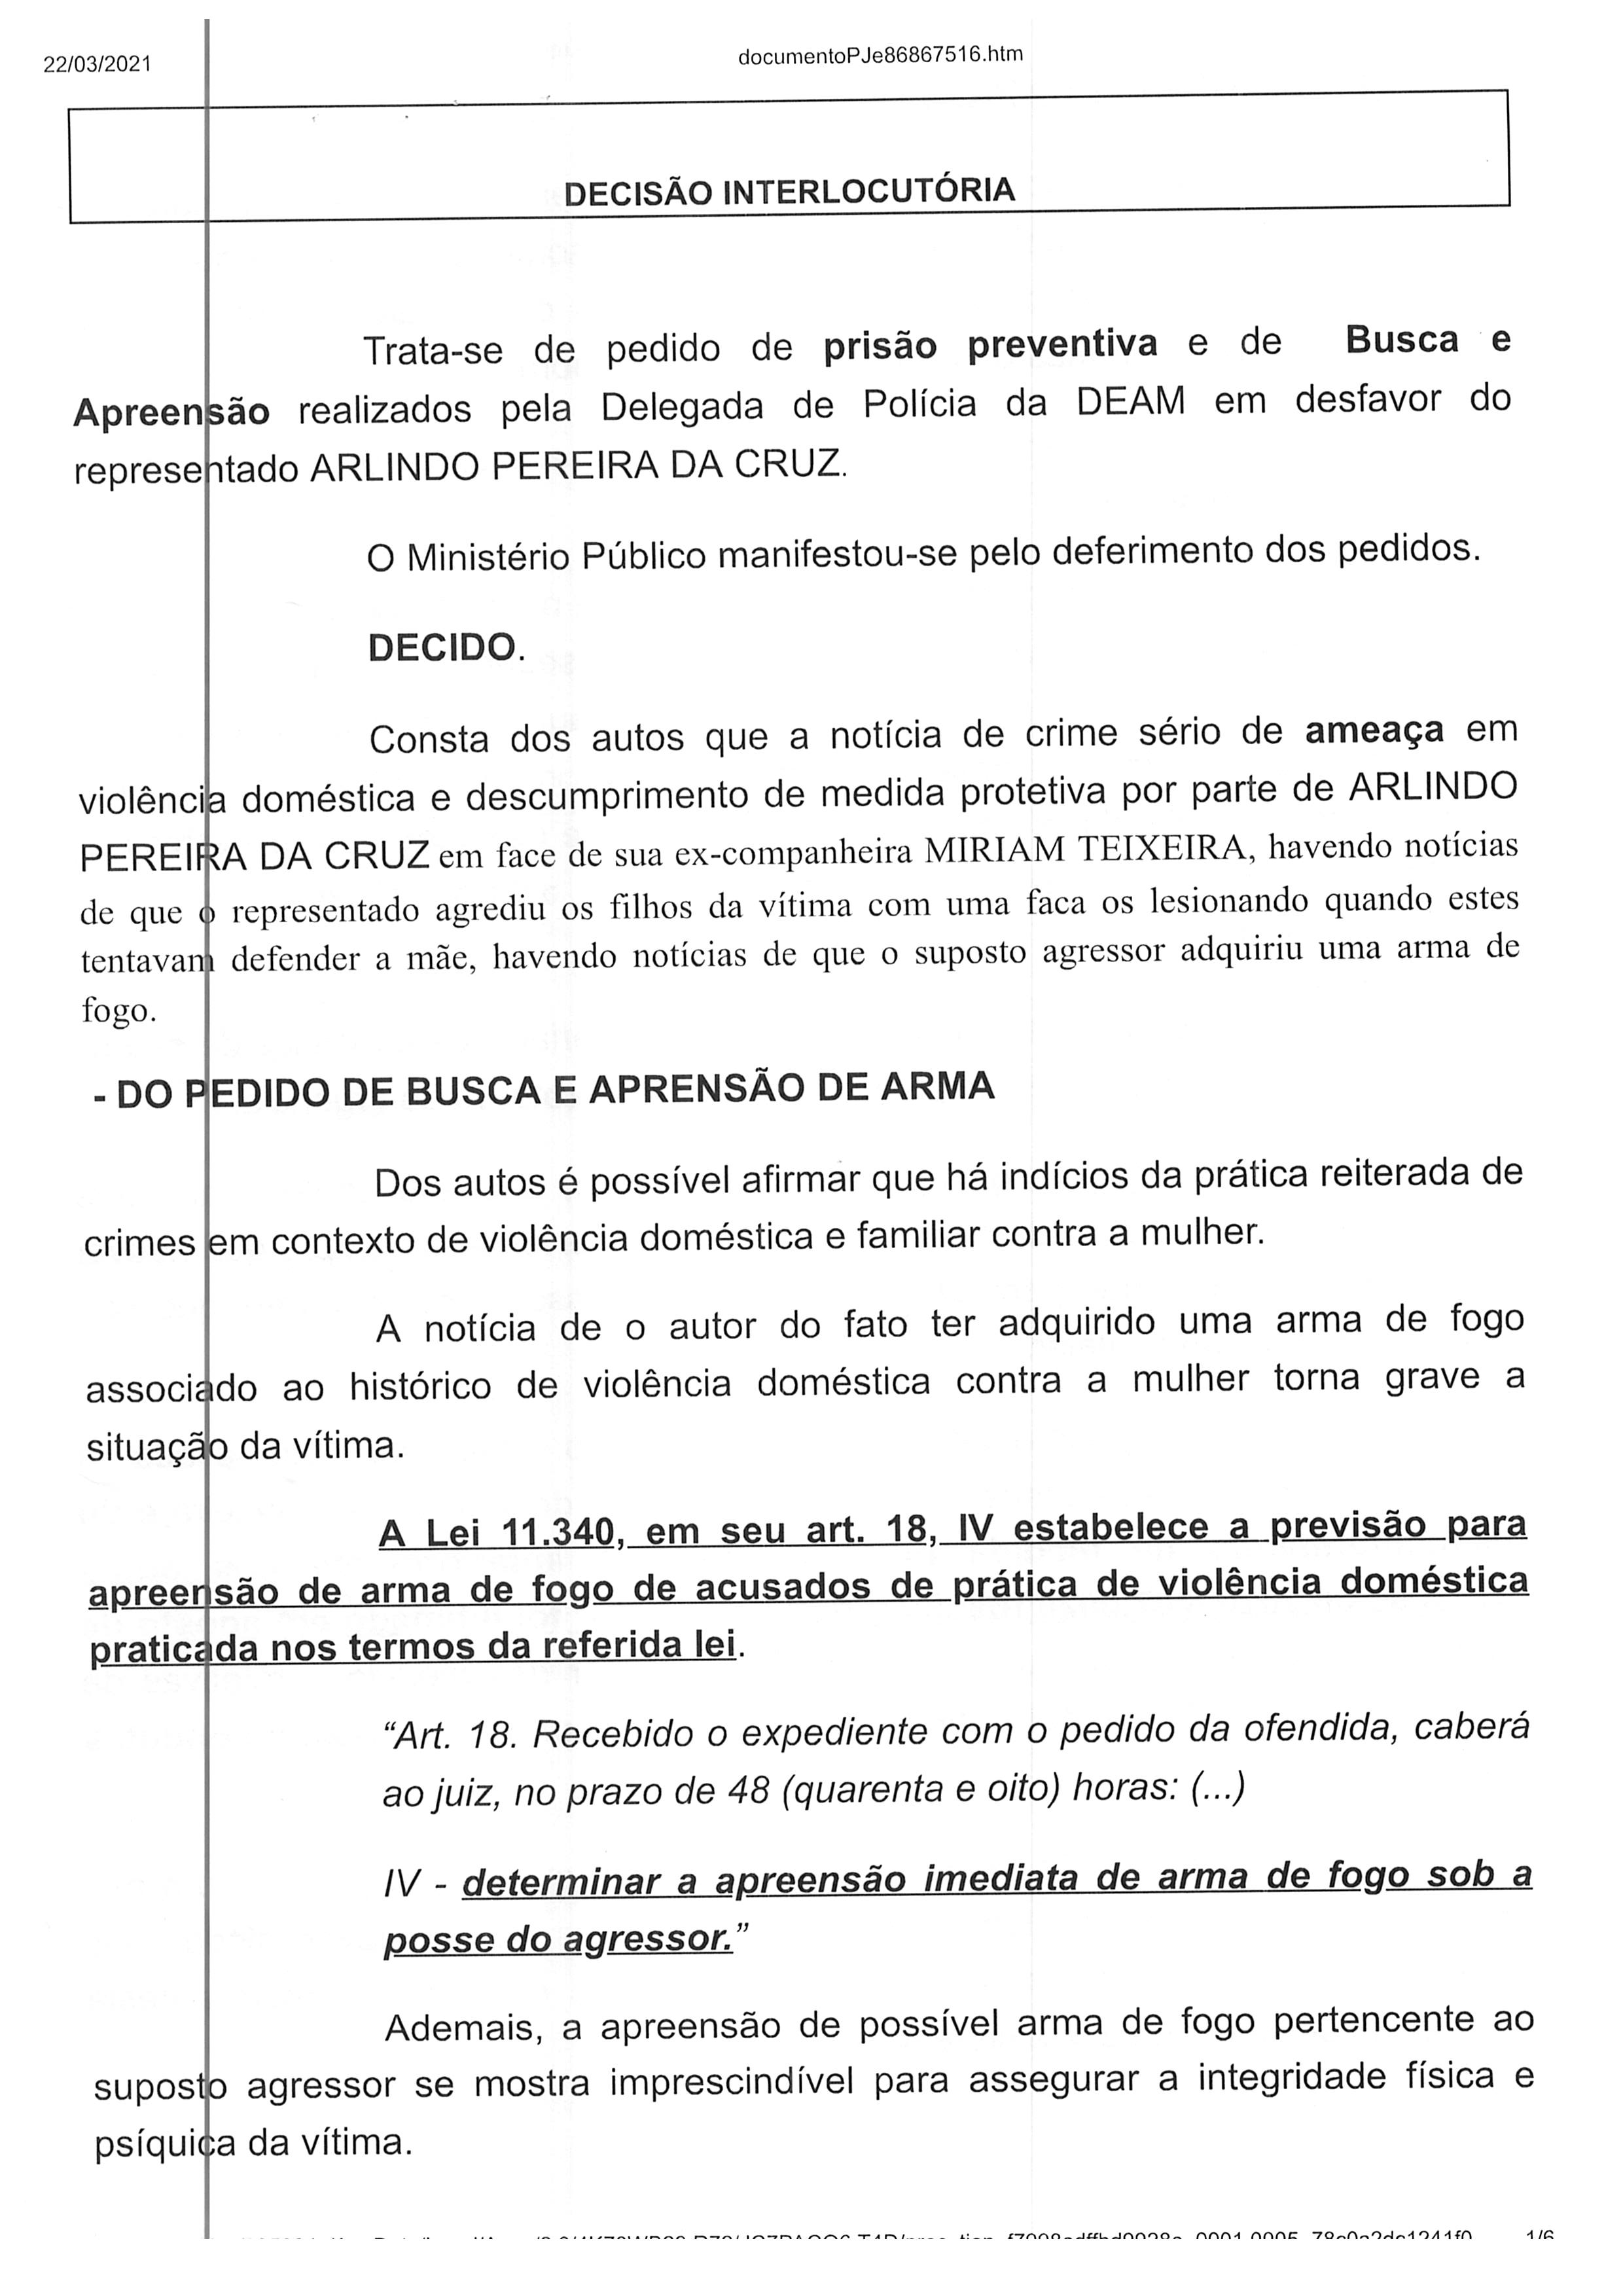 22/03/2021
documentoPJe86867516.htm
DECISÃO INTERLOCUTÓRIA
Trata-se de pedido de prisão preventiva e de Busca e
Apreensão realizados pela Delegada de Polícia da DEAM em desfavor do
representado ARLINDO PEREIRA DA CRUZ.
O Ministério Público manifestou-se pelo deferimento dos pedidos.
DECIDO.
Consta dos autos que a notícia de crime sério de ameaça em
violência doméstica e descumprimento de medida protetiva por parte de ARLINDO
PEREIRA DA CRUZ em face de sua ex-companheira MIRIAM TEIXEIRA, havendo notícias
de que o representado agrediu os filhos da vítima com uma faca os lesionando quando estes
tentavam defender a mãe, havendo notícias de que o suposto agressor adquiriu uma arma de
fogo.
- DO PEDIDO DE BUSCA E APRENSÃO DE ARMA
Dos autos é possível afirmar que há indícios da prática reiterada de
crimes em contexto de violência doméstica e familiar contra a mulher.
A notícia de o autor do fato ter adquirido uma arma de fogo
associado ao histórico de violência doméstica contra a mulher torna grave a
situação da vítima.
A Lei 11.340, em seu art. 18, IV estabelece a previsão para
apreensão de arma de fogo de acusados de prática de violência doméstica
praticada nos termos da referida lei.
“Art. 18. Recebido o expediente com o pedido da ofendida, caberá
ao juiz, no prazo de 48 (quarenta e oito) horas: (...)
IV - determinar a apreensão imediata de arma de fogo sob a
posse do agressor.”
Ademais, a apreensão de possível arma de fogo pertencente ao
suposto agressor se mostra imprescindível para assegurar a integridade física e
psíquica da vítima.
1/6